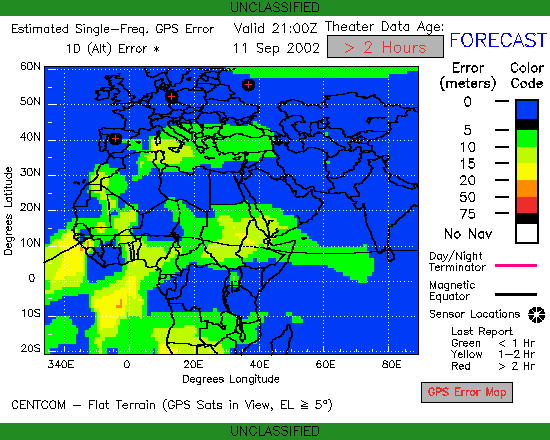 UNCLASSIFIED
Estimated Single-Freq. GPS Error
1D (Alt) Error *
Valid 21:00Z
11 Sep 2002
Theater Data Age:
> 2 Hours
FORECAST
Error
(meters)
Color
Code
0
5
10
15
20
50
75
No Nav
Day/Night
Terminator
Magnetic
Equator
Sensor Locations
Last Report
Green < 1 Hr
Yellow 1-2 Hr
Red > 2 Hr
GPS Error Map
Degrees Latitude
60N
50N
40N
30N
20N
10N
0
10S
20S
340E
0
20E
40E
60E
80E
Degrees Longitude
CENTCOM - Flat Terrain (GPS Sats in View, EL ≧ 5°)
UNCLASSIFIED